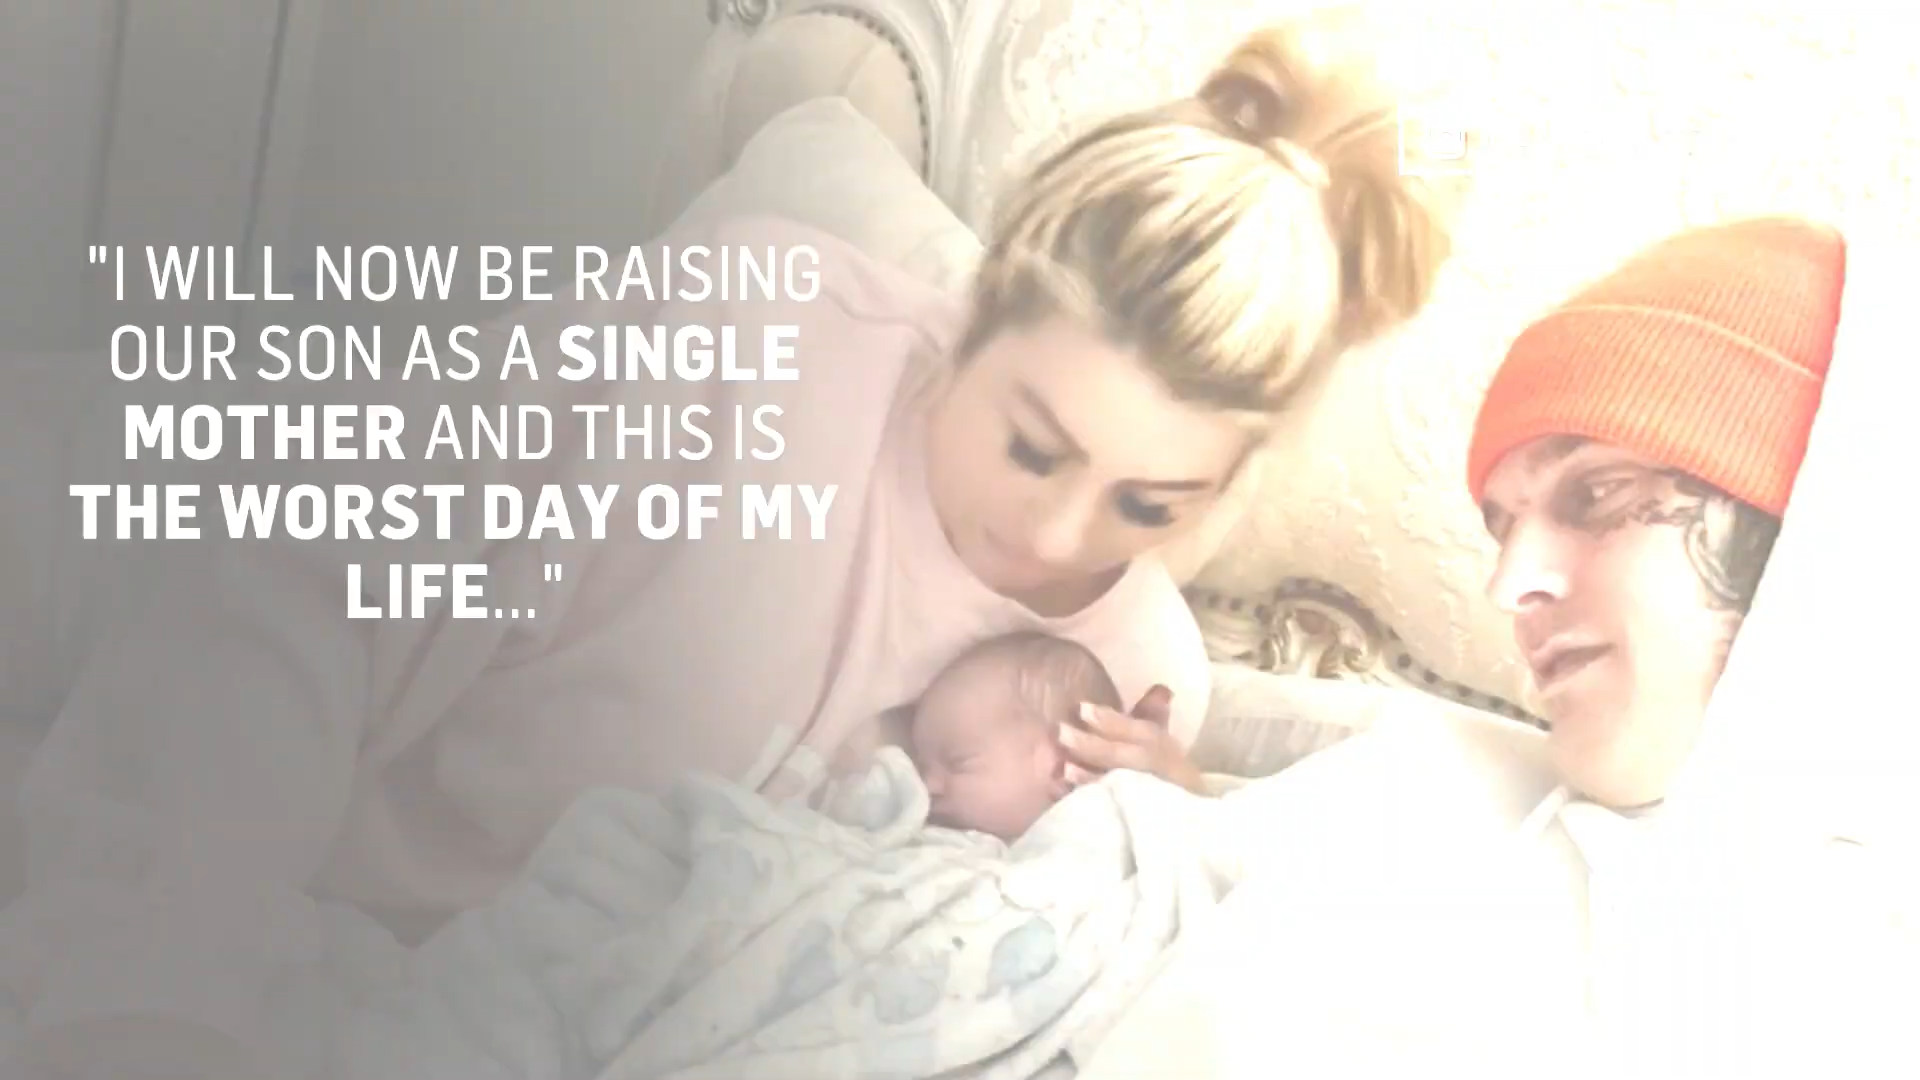 "I WILL NOW BE RAISING
OUR SON AS A SINGLE
MOTHER AND THIS IS
THE WORST DAY OF MY
LIFE..."